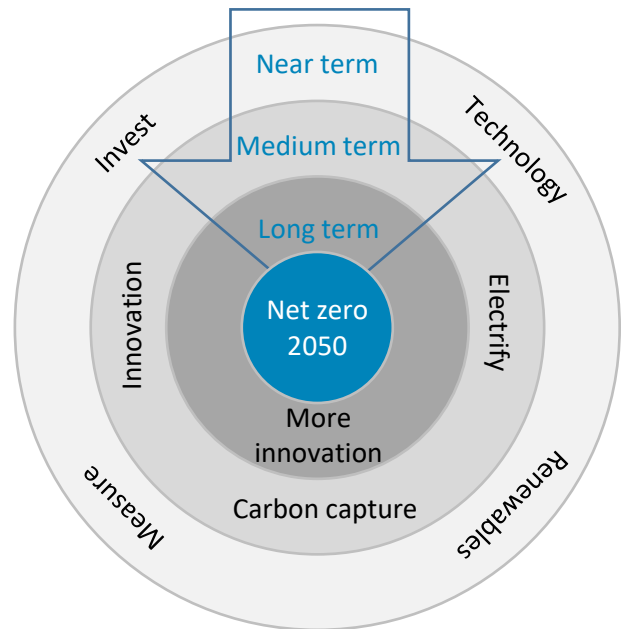 Near term
Invest
Technology
Medium term
Long term
Innovation
Electrify
Net zero
2050
More
innovation
Carbon capture
Measure
Renewables